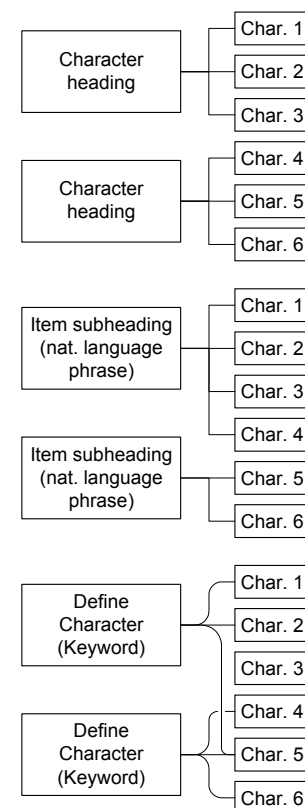 Character
heading
Char. 1
Char. 2
Char. 3
Character
heading
Char. 4
Char. 5
Char. 6
Item subheading
(nat. language
phrase)
Char. 1
Char. 2
Char. 3
Char. 4
Item subheading
(nat. language
phrase)
Char. 5
Char. 6
Define
Character
(Keyword)
Char. 1
Char. 2
Char. 3
Define
Character
(Keyword)
Char. 4
Char. 5
Char. 6